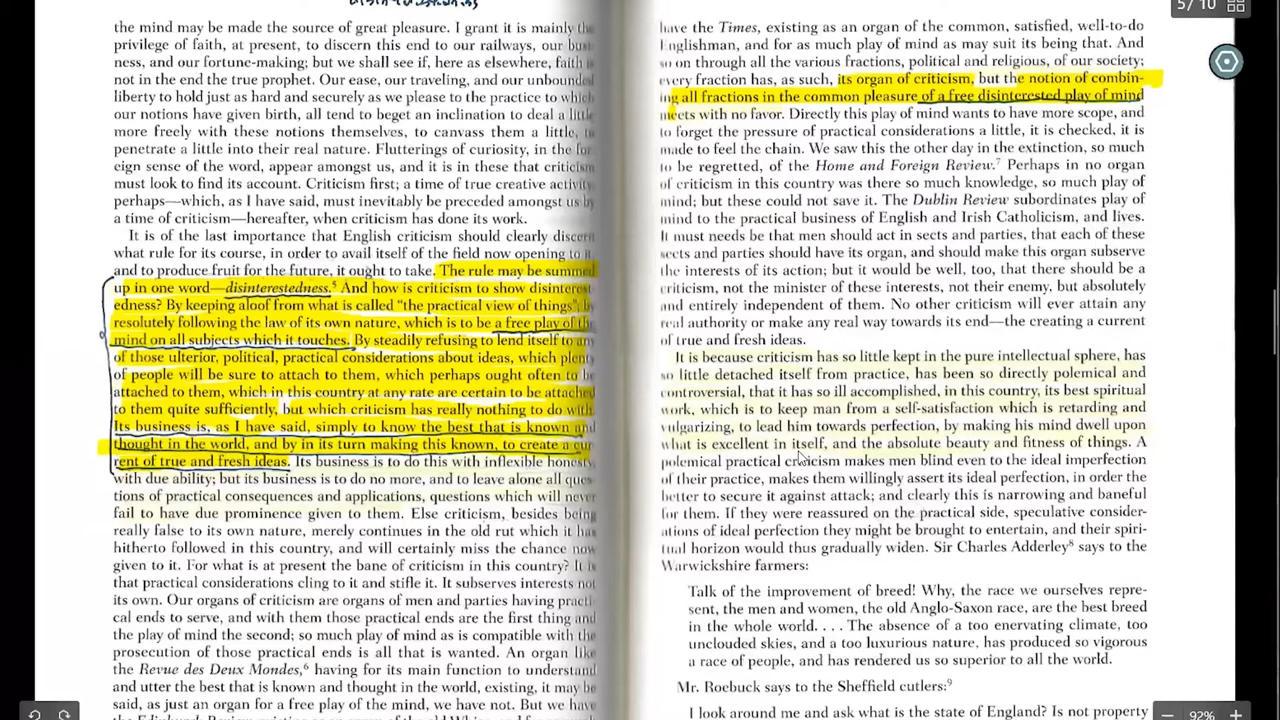 5 / 10
the mind may be made the source of great pleasure. I grant it is mainly the
privilege of faith, at present, to discern this end to our railways, our busi-
ness, and our fortune-making; but we shall see if, here as elsewhere, faith is
not in the end the true prophet. Our ease, our traveling, and our unbounded
liberty to hold just as hard and securely as we please to the practice to which
our notions have given birth, all tend to beget an inclination to deal a little
more freely with these notions themselves, to canvass them a little, to
penetrate a little into their real nature. Flutterings of curiosity, in the for-
eign sense of the word, appear amongst us, and it is in these that criticism
must look to find its account. Criticism first; a time of true creative activity,
perhaps—which, as I have said, must inevitably be preceded amongst us by
a time of criticism—hereafter, when criticism has done its work.
It is of the last importance that English criticism should clearly discern
what rule for its course, in order to avail itself of the field now opening to it,
and to produce fruit for the future, it ought to take. The rule may be summed
up in one word—disinterestedness.⁵ And how is criticism to show disinterest-
edness? By keeping aloof from what is called "the practical view of things";
resolutely following the law of its own nature, which is to be a free play of the
mind on all subjects which it touches. By steadily refusing to lend itself to any
of those ulterior, political, practical considerations about ideas, which plenty
of people will be sure to attach to them, which perhaps ought often to be
attached to them, which in this country at any rate are certain to be attached
to them quite sufficiently, but which criticism has really nothing to do with.
Its business is, as I have said, simply to know the best that is known and
thought in the world, and by in its turn making this known, to create a cur-
rent of true and fresh ideas. Its business is to do this with inflexible honesty,
with due ability; but its business is to do no more, and to leave alone all ques-
tions of practical consequences and applications, questions which will never
fail to have due prominence given to them. Else criticism, besides being
really false to its own nature, merely continues in the old rut which it has
hitherto followed in this country, and will certainly miss the chance now
given to it. For what is at present the bane of criticism in this country? It is
that practical considerations cling to it and stifle it. It subserves interests not
its own. Our organs of criticism are organs of men and parties having practi-
cal ends to serve, and with them those practical ends are the first thing and
the play of mind the second; so much play of mind as is compatible with the
prosecution of those practical ends is all that is wanted. An organ like
the Revue des Deux Mondes,⁶ having for its main function to understand
and utter the best that is known and thought in the world, existing, it may be
said, as just an organ for a free play of the mind, we have not. But we have
have the Times, existing as an organ of the common, satisfied, well-to-do
Englishman, and for as much play of mind as may suit its being that. And
so on through all the various fractions, political and religious, of our society;
every fraction has, as such, its organ of criticism, but the notion of combin-
ing all fractions in the common pleasure of a free disinterested play of mind
meets with no favor. Directly this play of mind wants to have more scope, and
to forget the pressure of practical considerations a little, it is checked, it is
made to feel the chain. We saw this the other day in the extinction, so much
to be regretted, of the Home and Foreign Review.⁷ Perhaps in no organ
of criticism in this country was there so much knowledge, so much play of
mind; but these could not save it. The Dublin Review subordinates play of
mind to the practical business of English and Irish Catholicism, and lives.
It must needs be that men should act in sects and parties, that each of these
sects and parties should have its organ, and should make this organ subserve
the interests of its action; but it would be well, too, that there should be a
criticism, not the minister of these interests, not their enemy, but absolutely
and entirely independent of them. No other criticism will ever attain any
real authority or make any real way towards its end—the creating a current
of true and fresh ideas.
It is because criticism has so little kept in the pure intellectual sphere, has
so little detached itself from practice, has been so directly polemical and
controversial, that it has so ill accomplished, in this country, its best spiritual
work, which is to keep man from a self-satisfaction which is retarding and
vulgarizing, to lead him towards perfection, by making his mind dwell upon
what is excellent in itself, and the absolute beauty and fitness of things. A
polemical practical criticism makes men blind even to the ideal imperfection
of their practice, makes them willingly assert its ideal perfection, in order the
better to secure it against attack; and clearly this is narrowing and baneful
for them. If they were reassured on the practical side, speculative consider-
ations of ideal perfection they might be brought to entertain, and their spiri-
tual horizon would thus gradually widen. Sir Charles Adderley⁸ says to the
Warwickshire farmers:
Talk of the improvement of breed! Why, the race we ourselves repre-
sent, the men and women, the old Anglo-Saxon race, are the best breed
in the whole world. . . . The absence of a too enervating climate, too
unclouded skies, and a too luxurious nature, has produced so vigorous
a race of people, and has rendered us so superior to all the world.
Mr. Roebuck says to the Sheffield cutlers:⁹
I look around me and ask what is the state of England? Is not property
92%